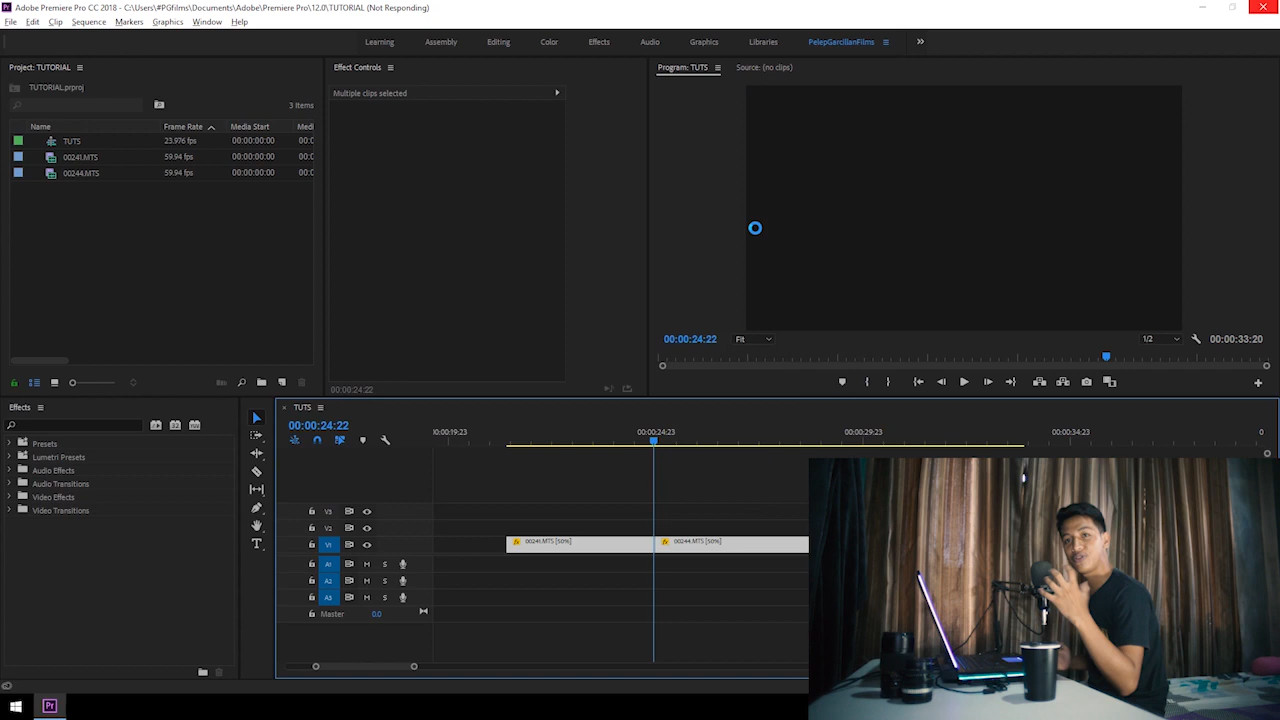 Adobe Premiere Pro CC 2018 - C:\Users\#PGfilms\Documents\Adobe\Premiere Pro\12.0\TUTORIAL (Not Responding)
File Edit Clip Sequence Markers Graphics Window Help
Learning Assembly Editing Color Effects Audio Graphics Libraries PelepGarcillanFilms
Project: TUTORIAL
Effect Controls
Program: TUTS Source: (no clips)
TUTORIAL.prproj
3 Items
Multiple clips selected
Name Frame Rate Media Start Medi
TUTS 23.976 fps 00:00:00:00 00:0
00241.MTS 59.94 fps 00:00:00:00 00:0
00244.MTS 59.94 fps 00:00:00:00 00:0
00:00:24:22
00:00:24:22 Fit 1/2 00:00:33:20
Effects
Presets
Lumetri Presets
Audio Effects
Audio Transitions
Video Effects
Video Transitions
TUTS
00:00:24:22
:00:00:19:23 00:00:24:23 00:00:29:23 00:00:34:23 0
V3
V2
V1 00241.MTS [50%] 00244.MTS [50%]
A1 M S
A2 M S
A3 M S
Master 0.0